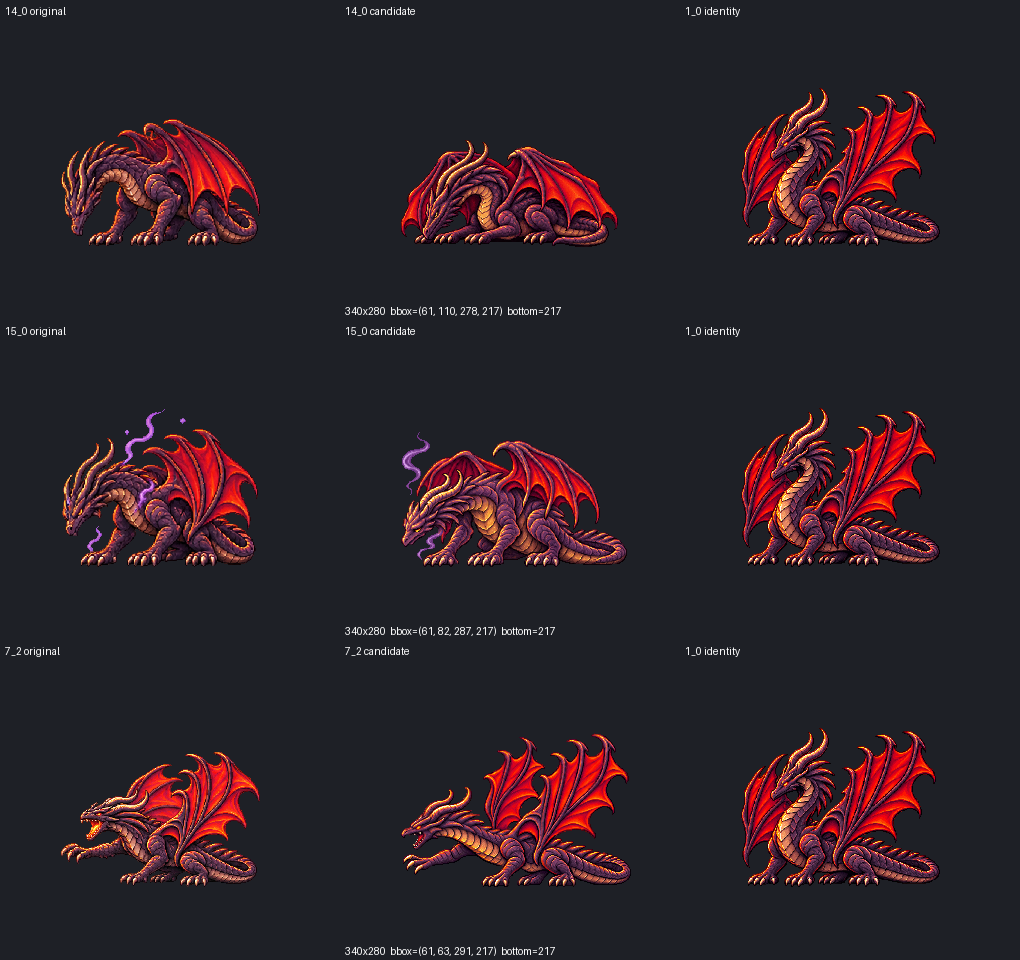 14_0 original
14_0 candidate
1_0 identity
340x280 bbox=(61, 110, 278, 217) bottom=217
15_0 original
15_0 candidate
1_0 identity
340x280 bbox=(61, 82, 287, 217) bottom=217
7_2 original
7_2 candidate
1_0 identity
340x280 bbox=(61, 63, 291, 217) bottom=217